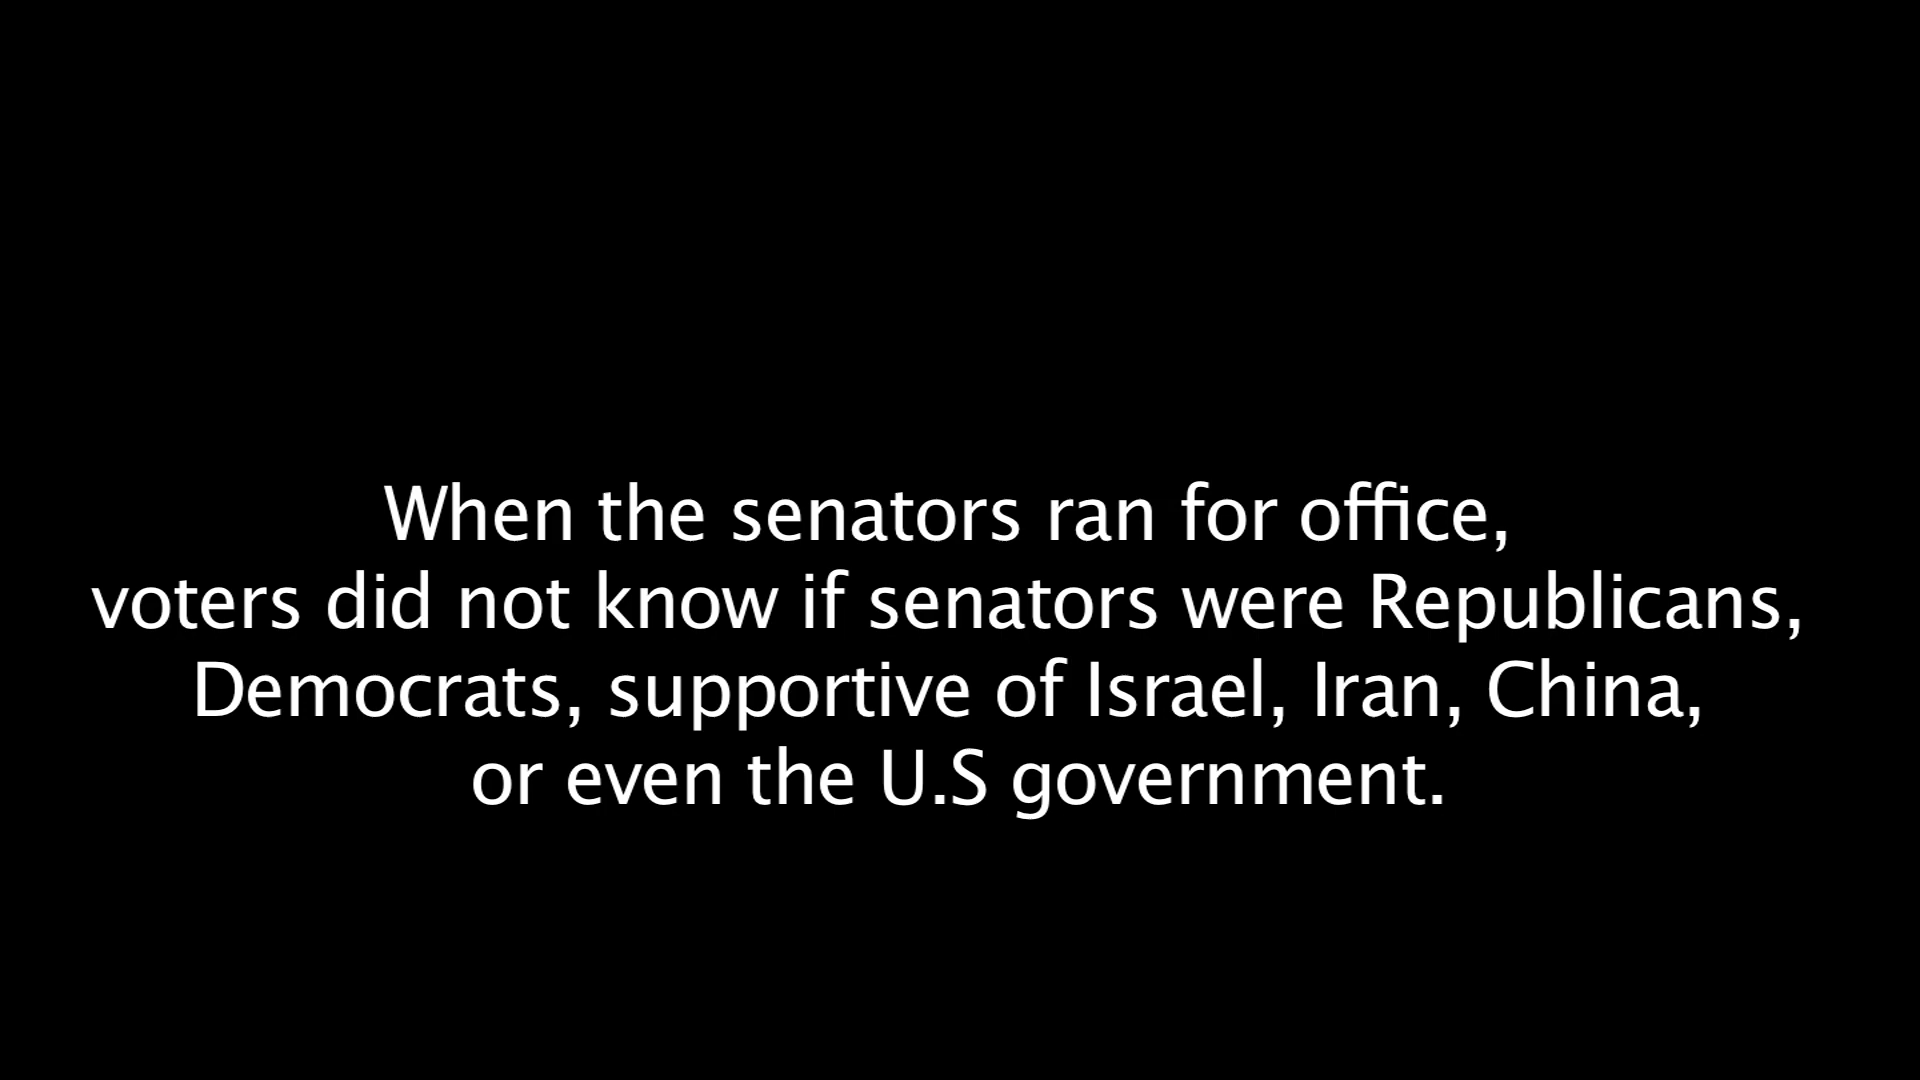 When the senators ran for office,
voters did not know if senators were Republicans,
Democrats, supportive of Israel, Iran, China,
or even the U.S government.